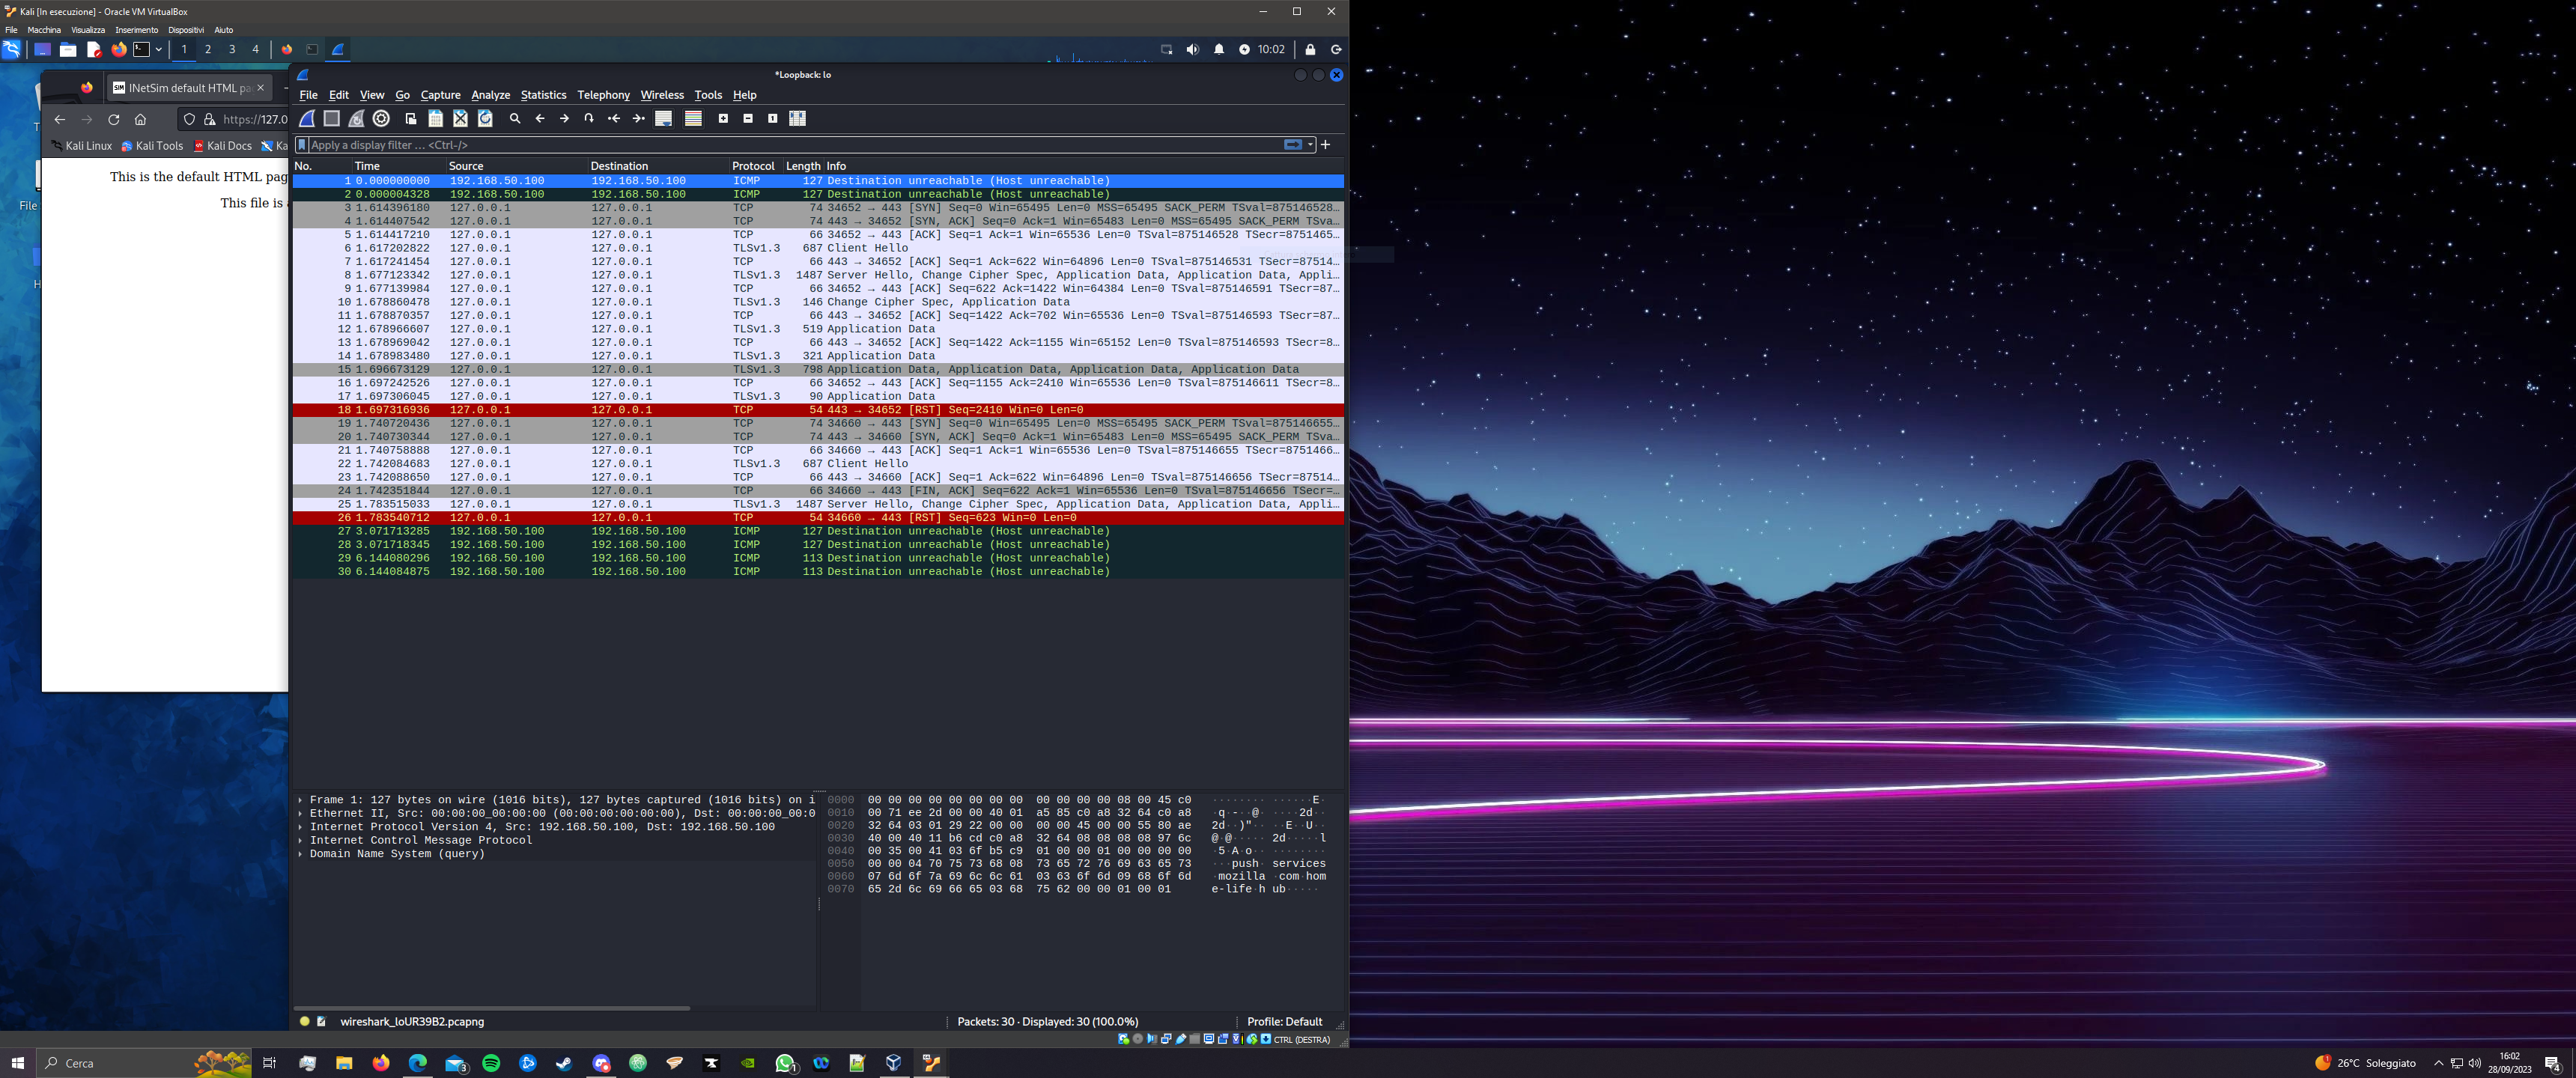 Kali [In esecuzione] - Oracle VM VirtualBox
File Macchina Visualizza Inserimento Dispositivi Aiuto
1 2 3 4 10:02
*Loopback: lo
INetSim default HTML pa
File Edit View Go Capture Analyze Statistics Telephony Wireless Tools Help
https://127.0
Kali Linux Kali Tools Kali Docs Ka
This is the default HTML pag
This file is
File
H
Apply a display filter ... <Ctrl-/>
No. Time Source Destination Protocol Length Info
1 0.000000000 192.168.50.100 192.168.50.100 ICMP 127 Destination unreachable (Host unreachable)
2 0.000004328 192.168.50.100 192.168.50.100 ICMP 127 Destination unreachable (Host unreachable)
3 1.614396180 127.0.0.1 127.0.0.1 TCP 74 34652 → 443 [SYN] Seq=0 Win=65495 Len=0 MSS=65495 SACK_PERM TSval=875146528…
4 1.614407542 127.0.0.1 127.0.0.1 TCP 74 443 → 34652 [SYN, ACK] Seq=0 Ack=1 Win=65483 Len=0 MSS=65495 SACK_PERM TSva…
5 1.614417210 127.0.0.1 127.0.0.1 TCP 66 34652 → 443 [ACK] Seq=1 Ack=1 Win=65536 Len=0 TSval=875146528 TSecr=8751465…
6 1.617202822 127.0.0.1 127.0.0.1 TLSv1.3 687 Client Hello
7 1.617241454 127.0.0.1 127.0.0.1 TCP 66 443 → 34652 [ACK] Seq=1 Ack=622 Win=64896 Len=0 TSval=875146531 TSecr=87514…
8 1.677123342 127.0.0.1 127.0.0.1 TLSv1.3 1487 Server Hello, Change Cipher Spec, Application Data, Application Data, Appli…
9 1.677139984 127.0.0.1 127.0.0.1 TCP 66 34652 → 443 [ACK] Seq=622 Ack=1422 Win=64384 Len=0 TSval=875146591 TSecr=87…
10 1.678860478 127.0.0.1 127.0.0.1 TLSv1.3 146 Change Cipher Spec, Application Data
11 1.678870357 127.0.0.1 127.0.0.1 TCP 66 443 → 34652 [ACK] Seq=1422 Ack=702 Win=65536 Len=0 TSval=875146593 TSecr=87…
12 1.678966607 127.0.0.1 127.0.0.1 TLSv1.3 519 Application Data
13 1.678969042 127.0.0.1 127.0.0.1 TCP 66 443 → 34652 [ACK] Seq=1422 Ack=1155 Win=65152 Len=0 TSval=875146593 TSecr=8…
14 1.678983480 127.0.0.1 127.0.0.1 TLSv1.3 321 Application Data
15 1.696673129 127.0.0.1 127.0.0.1 TLSv1.3 798 Application Data, Application Data, Application Data, Application Data
16 1.697242526 127.0.0.1 127.0.0.1 TCP 66 34652 → 443 [ACK] Seq=1155 Ack=2410 Win=65536 Len=0 TSval=875146611 TSecr=8…
17 1.697306045 127.0.0.1 127.0.0.1 TLSv1.3 90 Application Data
18 1.697316936 127.0.0.1 127.0.0.1 TCP 54 443 → 34652 [RST] Seq=2410 Win=0 Len=0
19 1.740720436 127.0.0.1 127.0.0.1 TCP 74 34660 → 443 [SYN] Seq=0 Win=65495 Len=0 MSS=65495 SACK_PERM TSval=875146655…
20 1.740730344 127.0.0.1 127.0.0.1 TCP 74 443 → 34660 [SYN, ACK] Seq=0 Ack=1 Win=65483 Len=0 MSS=65495 SACK_PERM TSva…
21 1.740758888 127.0.0.1 127.0.0.1 TCP 66 34660 → 443 [ACK] Seq=1 Ack=1 Win=65536 Len=0 TSval=875146655 TSecr=8751466…
22 1.742084683 127.0.0.1 127.0.0.1 TLSv1.3 687 Client Hello
23 1.742088650 127.0.0.1 127.0.0.1 TCP 66 443 → 34660 [ACK] Seq=1 Ack=622 Win=64896 Len=0 TSval=875146656 TSecr=87514…
24 1.742351844 127.0.0.1 127.0.0.1 TCP 66 34660 → 443 [FIN, ACK] Seq=622 Ack=1 Win=65536 Len=0 TSval=875146656 TSecr=…
25 1.783515033 127.0.0.1 127.0.0.1 TLSv1.3 1487 Server Hello, Change Cipher Spec, Application Data, Application Data, Appli…
26 1.783540712 127.0.0.1 127.0.0.1 TCP 54 34660 → 443 [RST] Seq=623 Win=0 Len=0
27 3.071713285 192.168.50.100 192.168.50.100 ICMP 127 Destination unreachable (Host unreachable)
28 3.071718345 192.168.50.100 192.168.50.100 ICMP 127 Destination unreachable (Host unreachable)
29 6.144080296 192.168.50.100 192.168.50.100 ICMP 113 Destination unreachable (Host unreachable)
30 6.144084875 192.168.50.100 192.168.50.100 ICMP 113 Destination unreachable (Host unreachable)
Frame 1: 127 bytes on wire (1016 bits), 127 bytes captured (1016 bits) on i
Ethernet II, Src: 00:00:00_00:00:00 (00:00:00:00:00:00), Dst: 00:00:00_00:0
Internet Protocol Version 4, Src: 192.168.50.100, Dst: 192.168.50.100
Internet Control Message Protocol
Domain Name System (query)
0000 00 00 00 00 00 00 00 00 00 00 00 00 08 00 45 c0 ········ ······E·
0010 00 71 ee 2d 00 00 40 01 a5 85 c0 a8 32 64 c0 a8 ·q·-··@· ····2d··
0020 32 64 03 01 29 22 00 00 00 00 45 00 00 55 80 ae 2d··)"·· ··E··U··
0030 40 00 40 11 b6 cd c0 a8 32 64 08 08 08 08 97 6c @·@····· 2d·····l
0040 00 35 00 41 03 6f b5 c9 01 00 00 01 00 00 00 00 ·5·A·o·· ········
0050 00 00 04 70 75 73 68 08 73 65 72 76 69 63 65 73 ···push· services
0060 07 6d 6f 7a 69 6c 6c 61 03 63 6f 6d 09 68 6f 6d ·mozilla ·com·hom
0070 65 2d 6c 69 66 65 03 68 75 62 00 00 01 00 01 e-life·h ub·····
wireshark_loUR39B2.pcapng Packets: 30 · Displayed: 30 (100.0%) Profile: Default
CTRL (DESTRA)
Cerca
3
1
26°C Soleggiato
16:02
28/09/2023
4